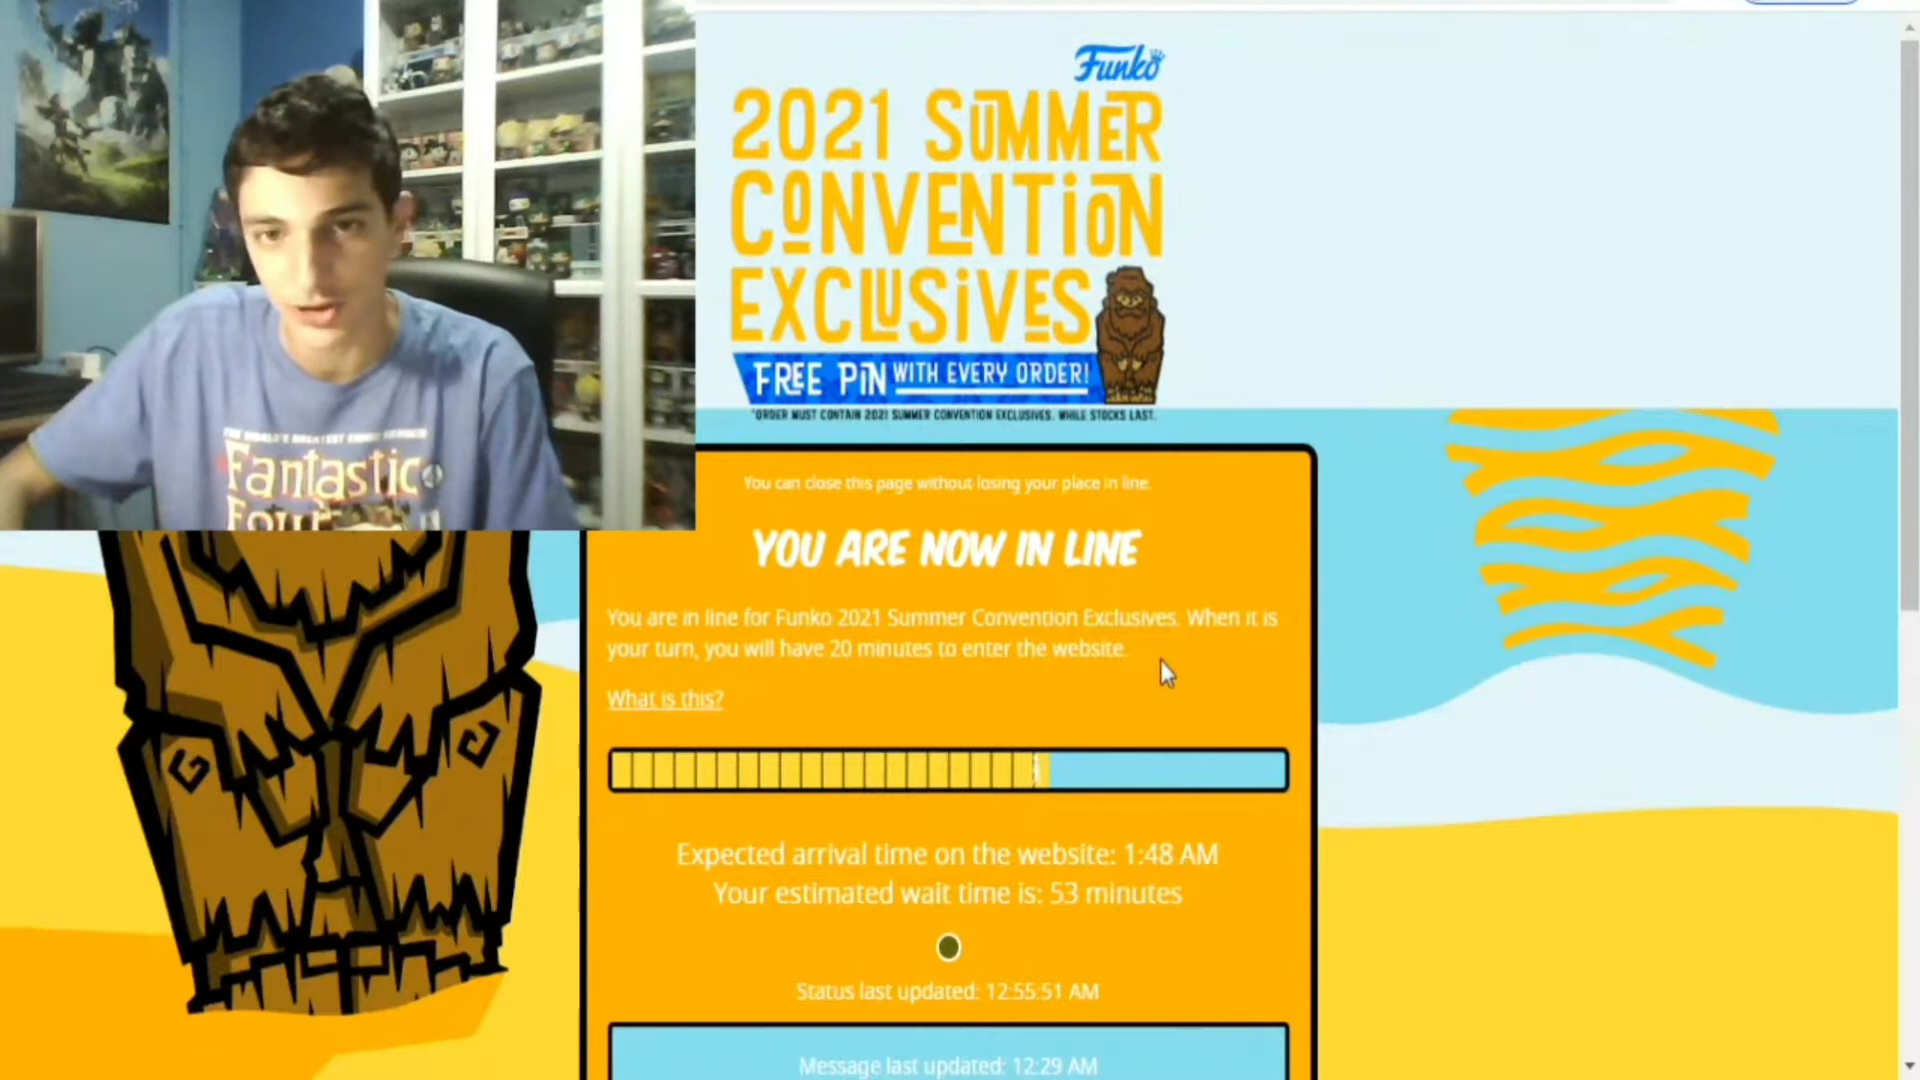 Funko
2021 SUMMER
CONVENTION
EXCLUSIVES
FREE PIN WITH EVERY ORDER!
*ORDER MUST CONTAIN 2021 SUMMER CONVENTION EXCLUSIVES. WHILE STOCKS LAST.
You can close this page without losing your place in line.
YOU ARE NOW IN LINE
You are in line for Funko 2021 Summer Convention Exclusives. When it is
your turn, you will have 20 minutes to enter the website.
What is this?
Expected arrival time on the website: 1:48 AM
Your estimated wait time is: 53 minutes
Status last updated: 12:55:51 AM
Message last updated: 12:29 AM
Fantastic
Four